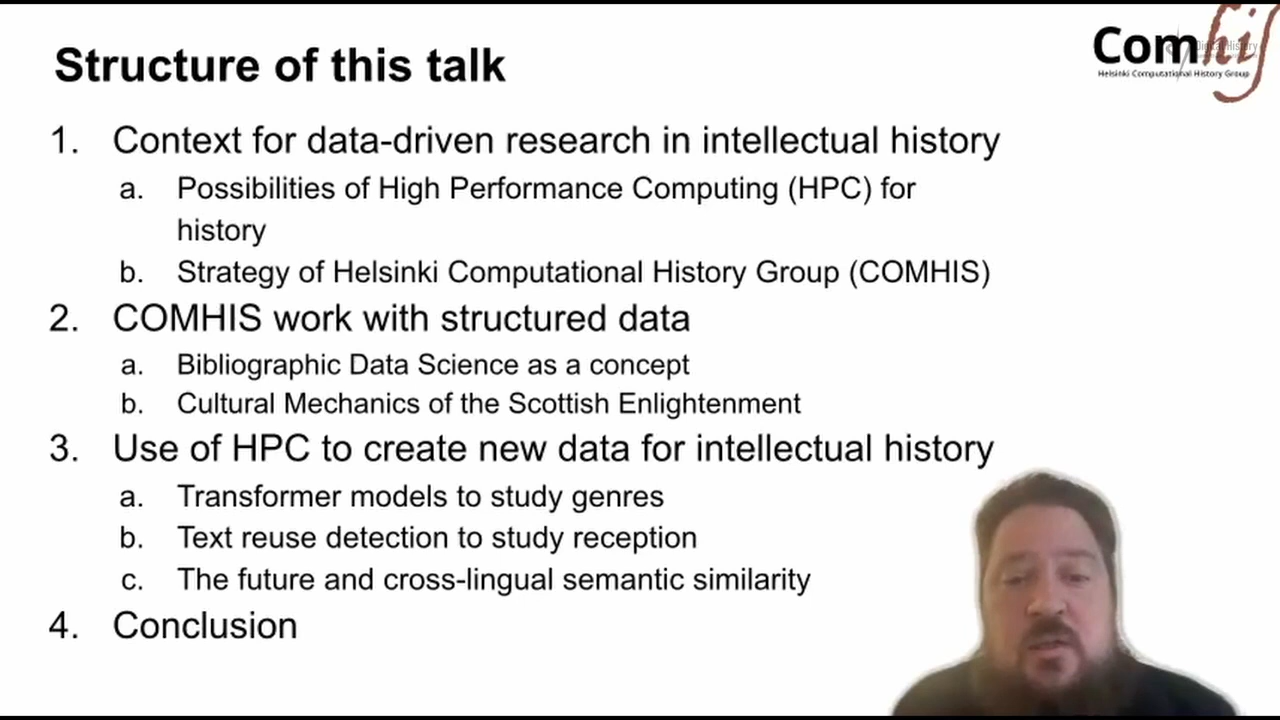 Structure of this talk
Comhis
Digital History
Helsinki Computational History Group
1. Context for data-driven research in intellectual history
a. Possibilities of High Performance Computing (HPC) for
history
b. Strategy of Helsinki Computational History Group (COMHIS)
2. COMHIS work with structured data
a. Bibliographic Data Science as a concept
b. Cultural Mechanics of the Scottish Enlightenment
3. Use of HPC to create new data for intellectual history
a. Transformer models to study genres
b. Text reuse detection to study reception
c. The future and cross-lingual semantic similarity
4. Conclusion